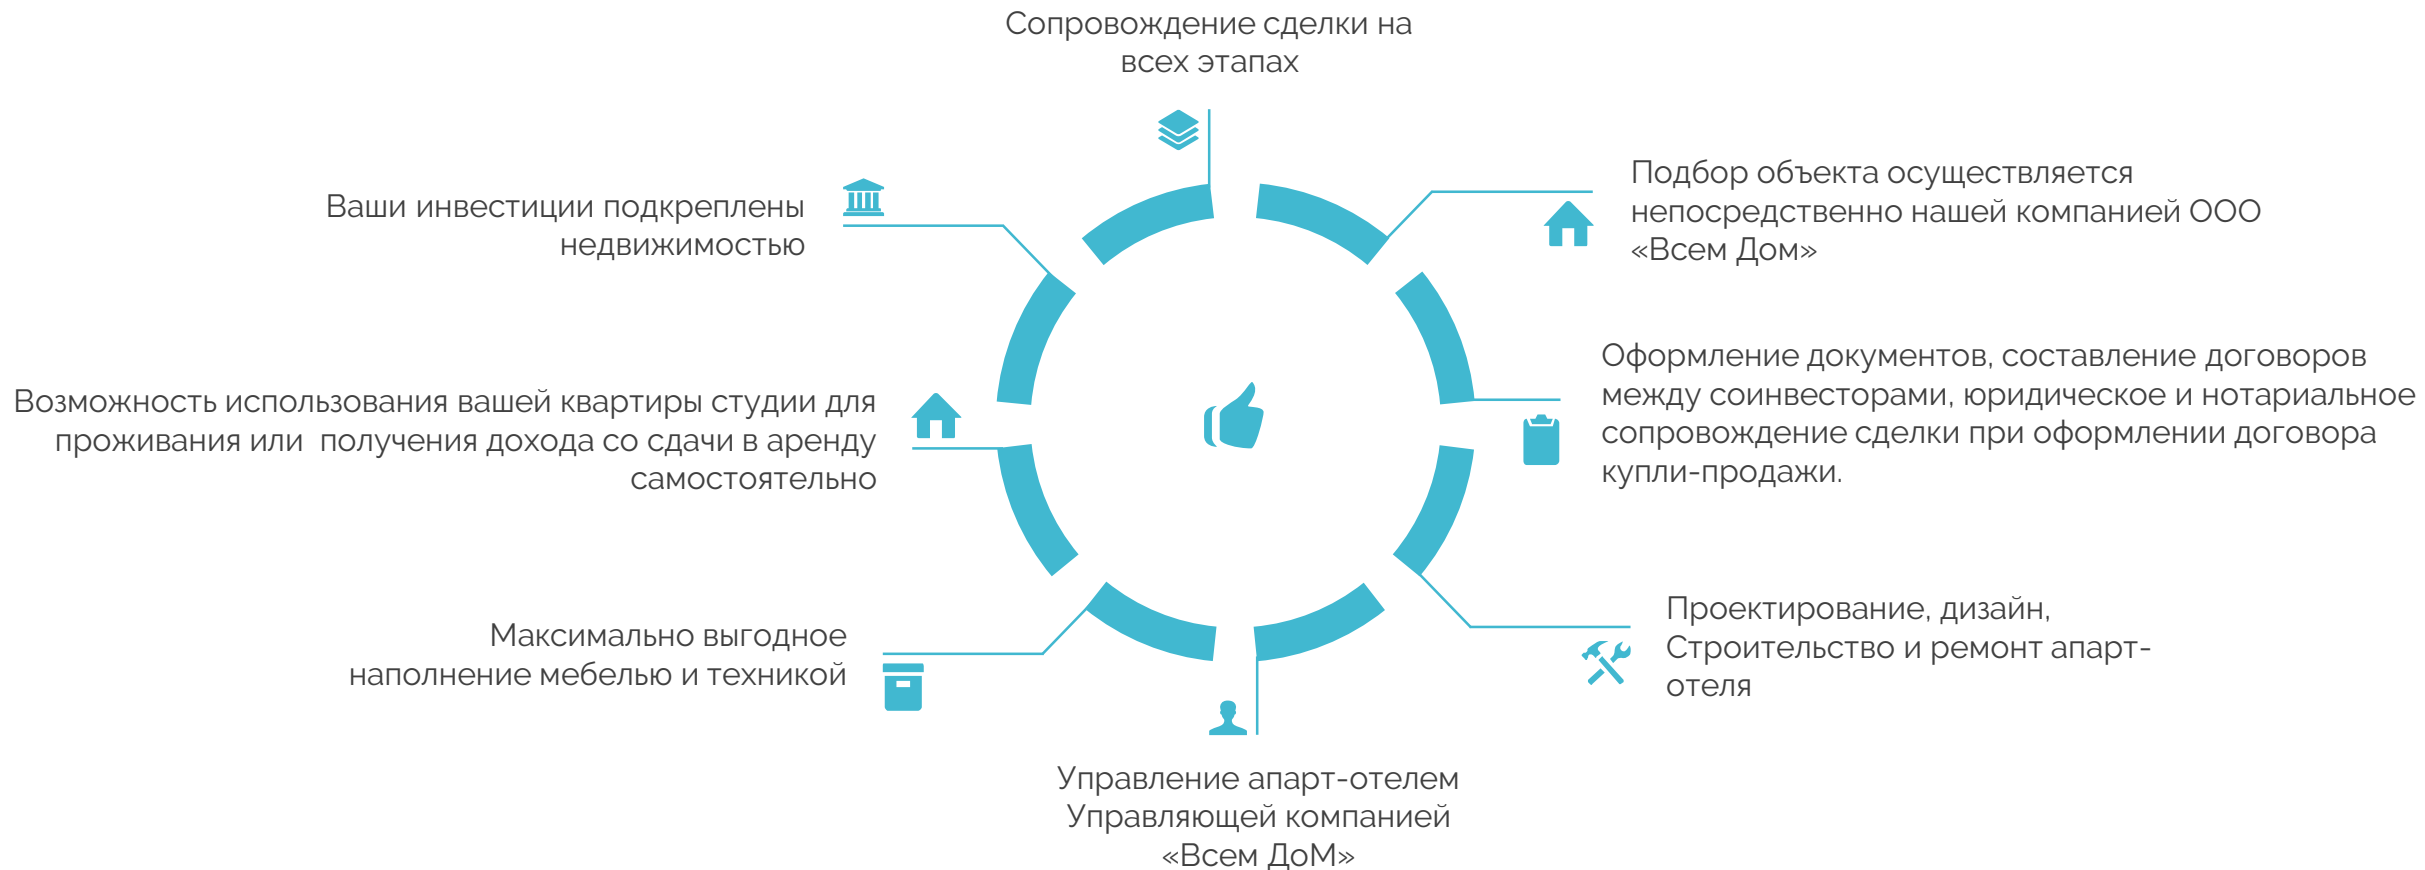 Сопровождение сделки на
всех этапах
Подбор объекта осуществляется
непосредственно нашей компанией ООО
«Всем Дом»
Оформление документов, составление договоров
между соинвесторами, юридическое и нотариальное
сопровождение сделки при оформлении договора
купли-продажи.
Проектирование, дизайн,
Строительство и ремонт апарт-
отеля
Управление апарт-отелем
Управляющей компанией
«Всем ДоМ»
Максимально выгодное
наполнение мебелью и техникой
Возможность использования вашей квартиры студии для
проживания или  получения дохода со сдачи в аренду
самостоятельно
Ваши инвестиции подкреплены
недвижимостью